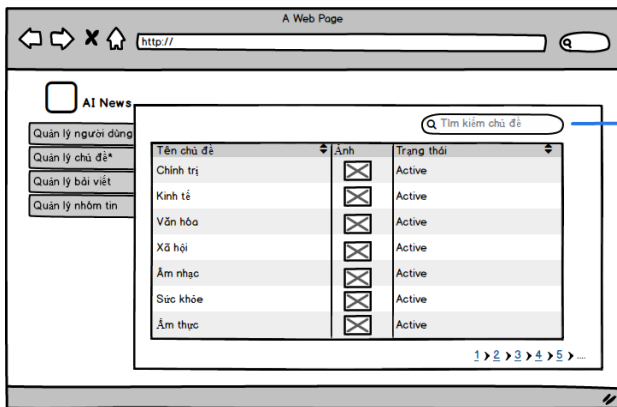 A Web Page
http://
AI News
Tìm kiếm chủ đề
Quản lý người dùng
Quản lý chủ đề*
Quản lý bài viết
Quản lý nhóm tin
Tên chủ đề Ảnh Trạng thái
Chính trị Active
Kinh tế Active
Văn hóa Active
Xã hội Active
Âm nhạc Active
Sức khỏe Active
Ẩm thực Active
1 > 2 > 3 > 4 > 5 > ....